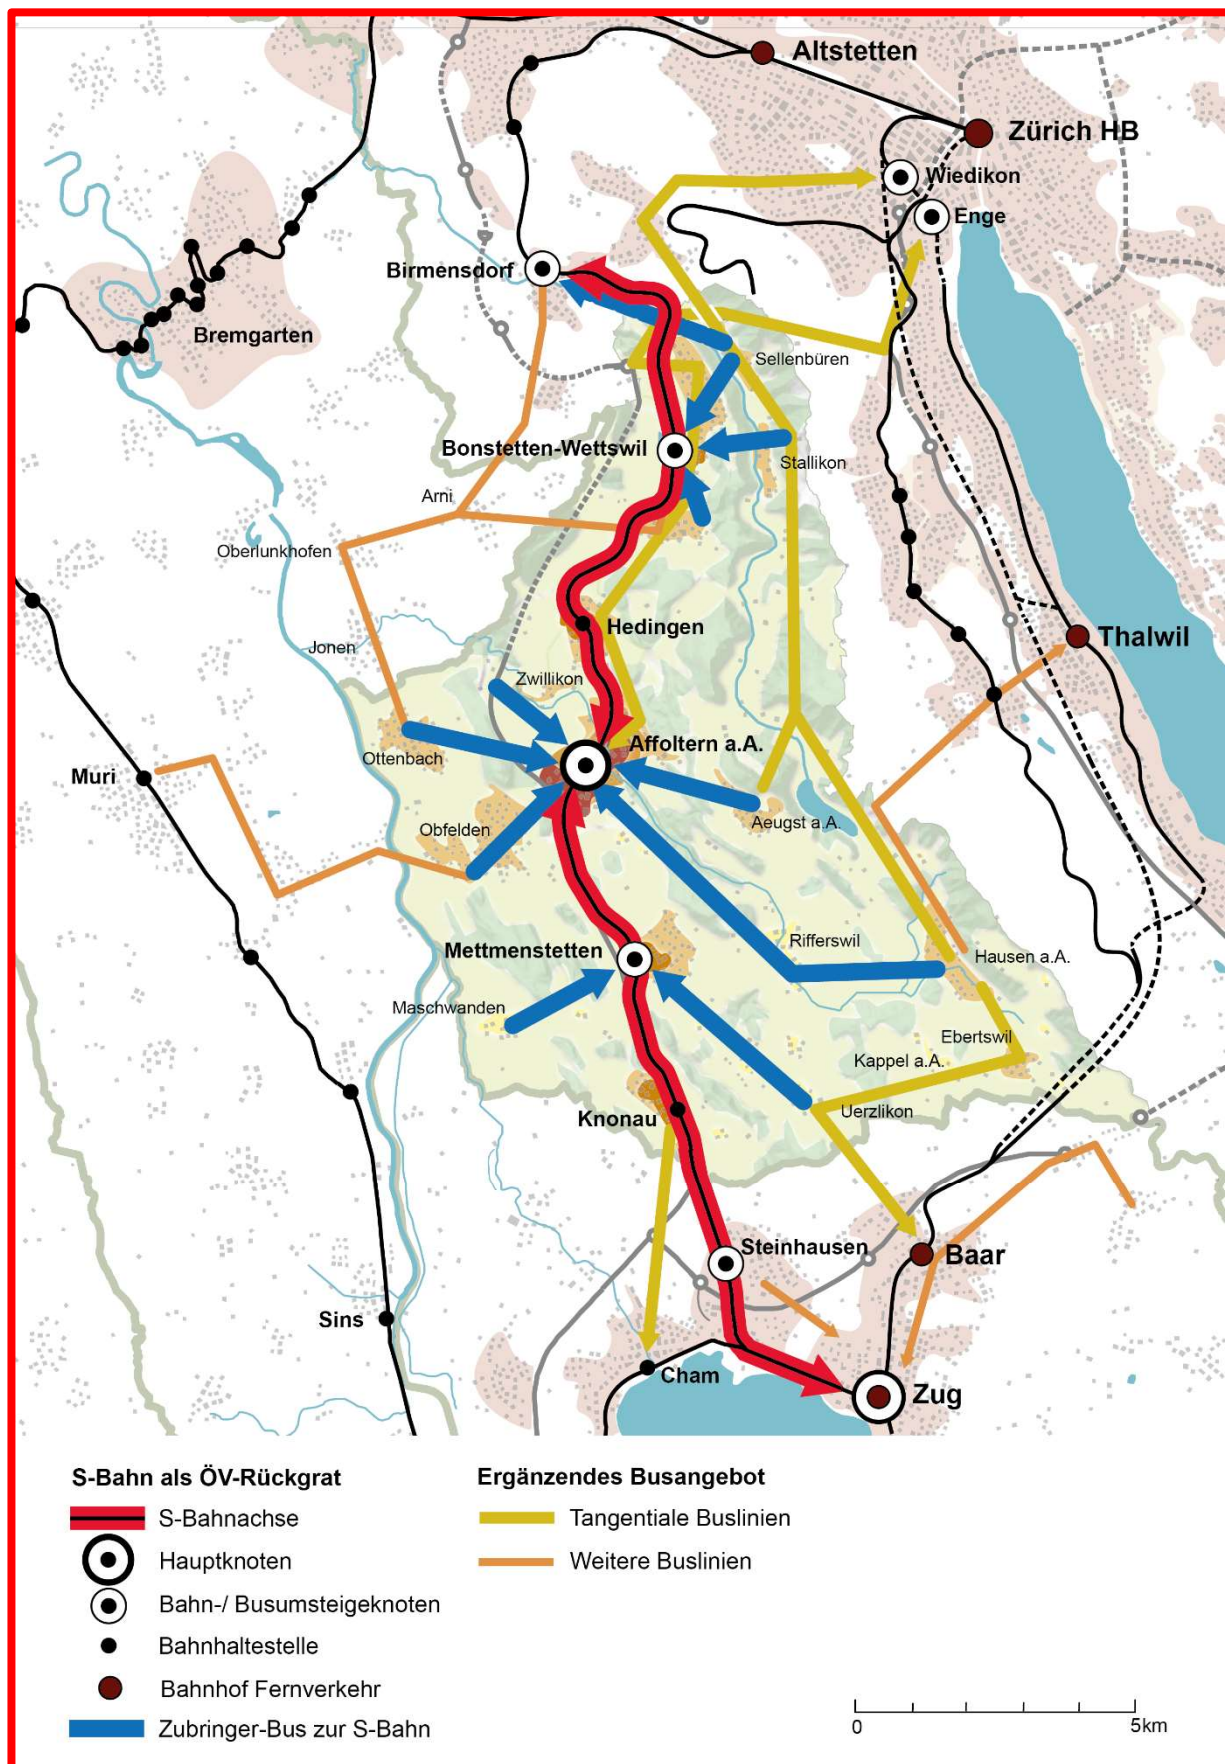 Altstetten
Zürich HB
Wiedikon
Enge
Birmensdorf
Bremgarten
Sellenbüren
Bonstetten-Wettswil
Stallikon
Arni
Oberlunkhofen
Hedingen
Thalwil
Jonen
Zwillikon
Affoltern a.A.
Ottenbach
Muri
Aeugst a.A.
Obfelden
Rifferswil
Mettmenstetten
Hausen a.A.
Maschwanden
Ebertswil
Kappel a.A.
Knonau
Uerzlikon
Steinhausen
Baar
Sins
Cham
Zug
S-Bahn als ÖV-Rückgrat
S-Bahnachse
Hauptknoten
Bahn-/ Busumsteigeknoten
Bahnhaltestelle
Bahnhof Fernverkehr
Zubringer-Bus zur S-Bahn
Ergänzendes Busangebot
Tangentiale Buslinien
Weitere Buslinien
0 5km